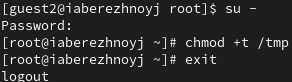 [guest2@iaberezhnoyj root]$ su -
Password:
[root@iaberezhnoyj ~]# chmod +t /tmp
[root@iaberezhnoyj ~]# exit
logout